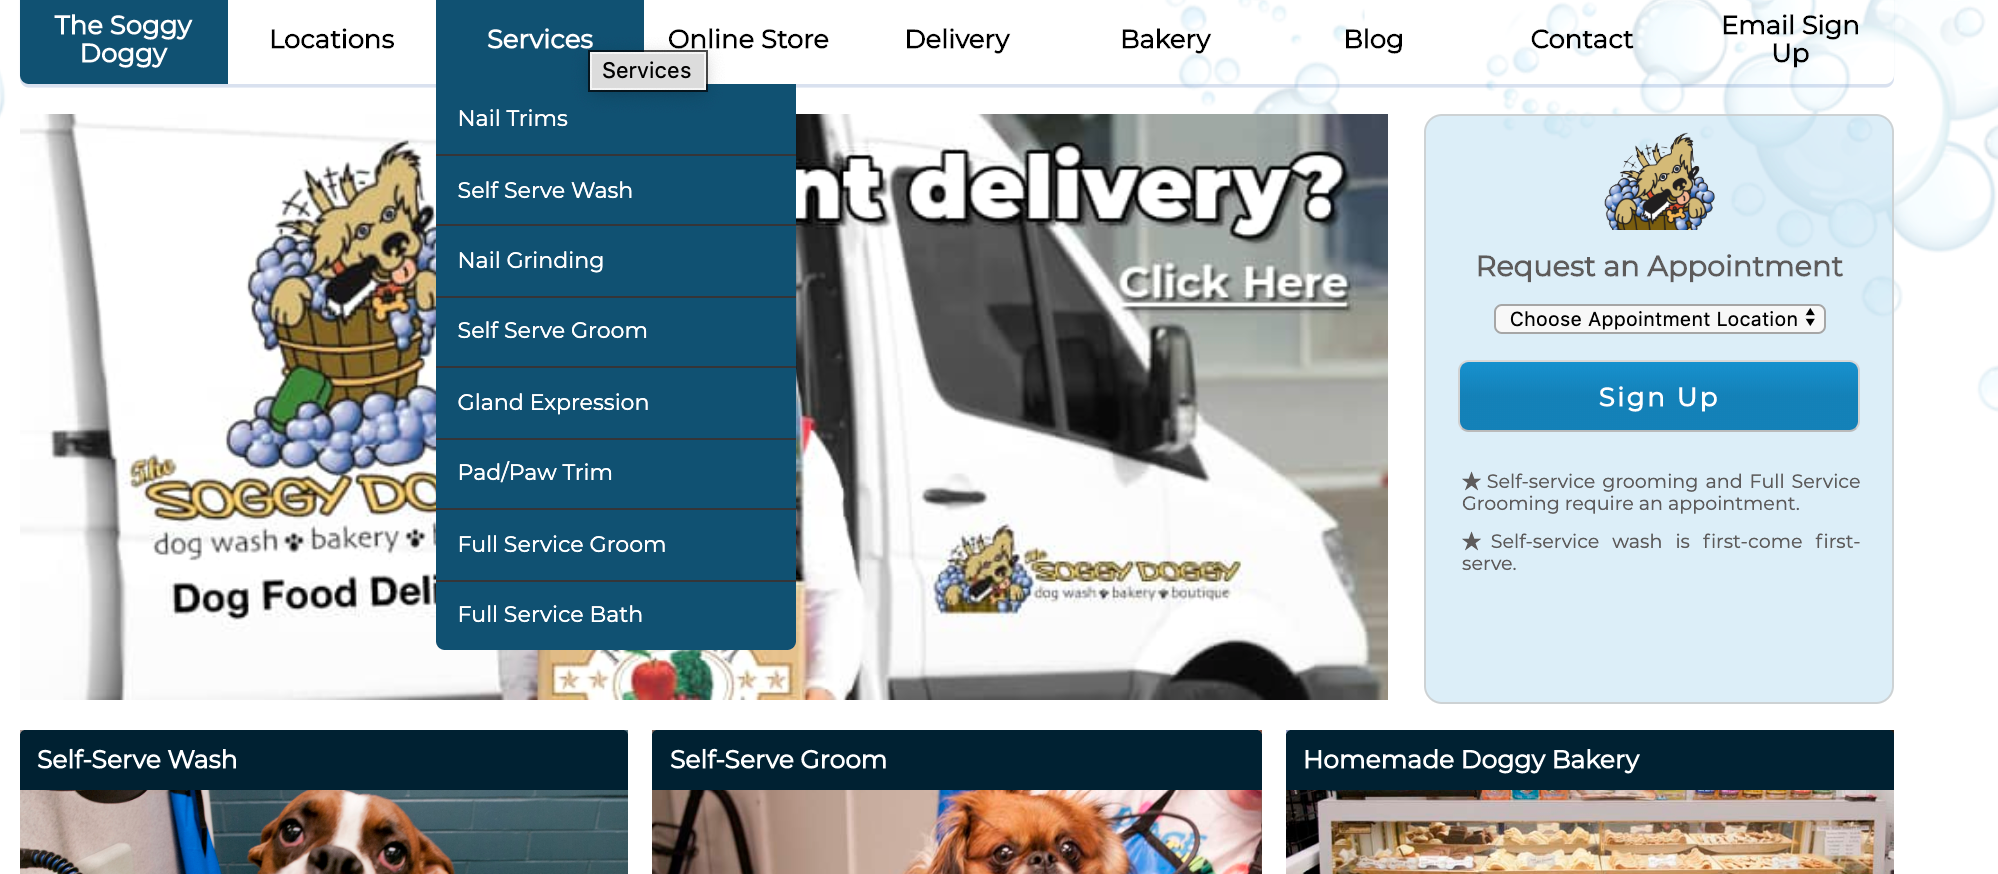 The Soggy
Doggy
Locations
Services
Online Store
Delivery
Bakery
Blog
Contact
Email Sign
Up
Services
Nail Trims
Self Serve Wash
Nail Grinding
Self Serve Groom
Gland Expression
Pad/Paw Trim
Full Service Groom
Full Service Bath
nt delivery?
Click Here
The
SOGGY DO
dog wash bakery
Dog Food Deli
The
SOGGY DOGGY
dog wash bakery boutique
Request an Appointment
Choose Appointment Location
Sign Up
★ Self-service grooming and Full Service
Grooming require an appointment.
★ Self-service wash is first-come first-
serve.
Self-Serve Wash
Self-Serve Groom
Homemade Doggy Bakery